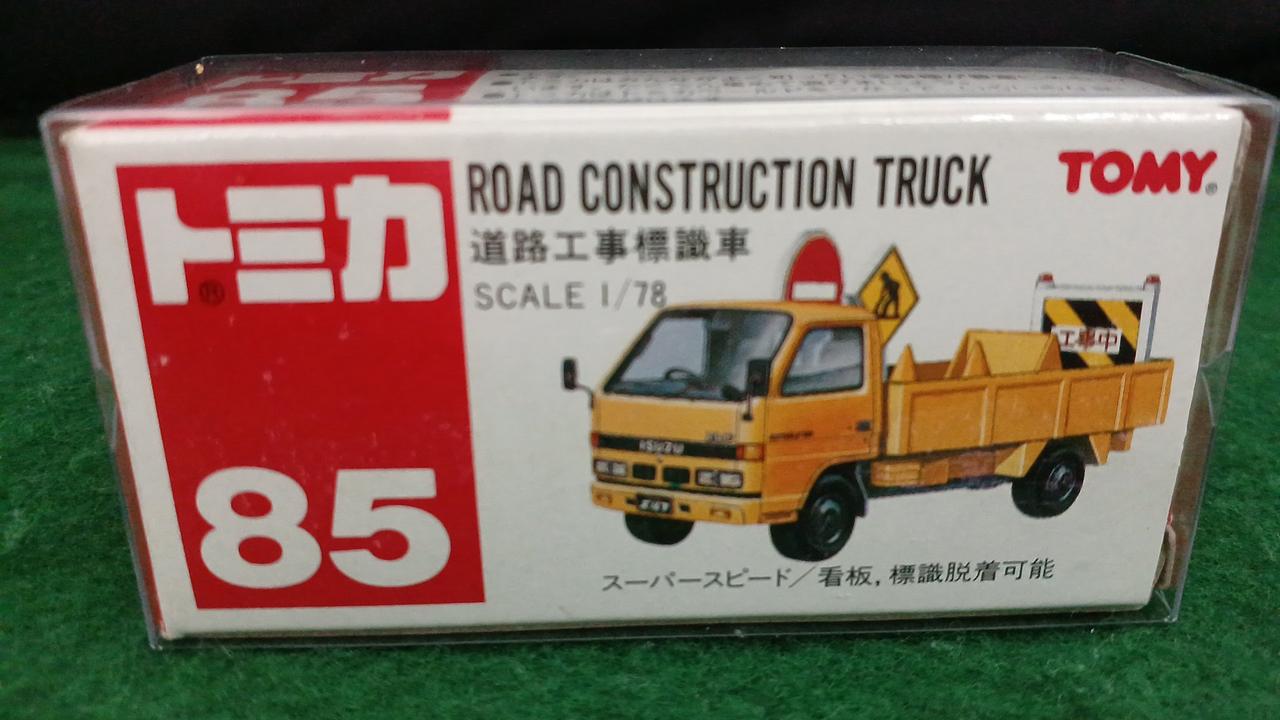 トミカ®
85
ROAD CONSTRUCTION TRUCK
道路工事標識車
SCALE 1/78
TOMY®
工事中
ISUZU
スーパースピード/看板,標識脱着可能